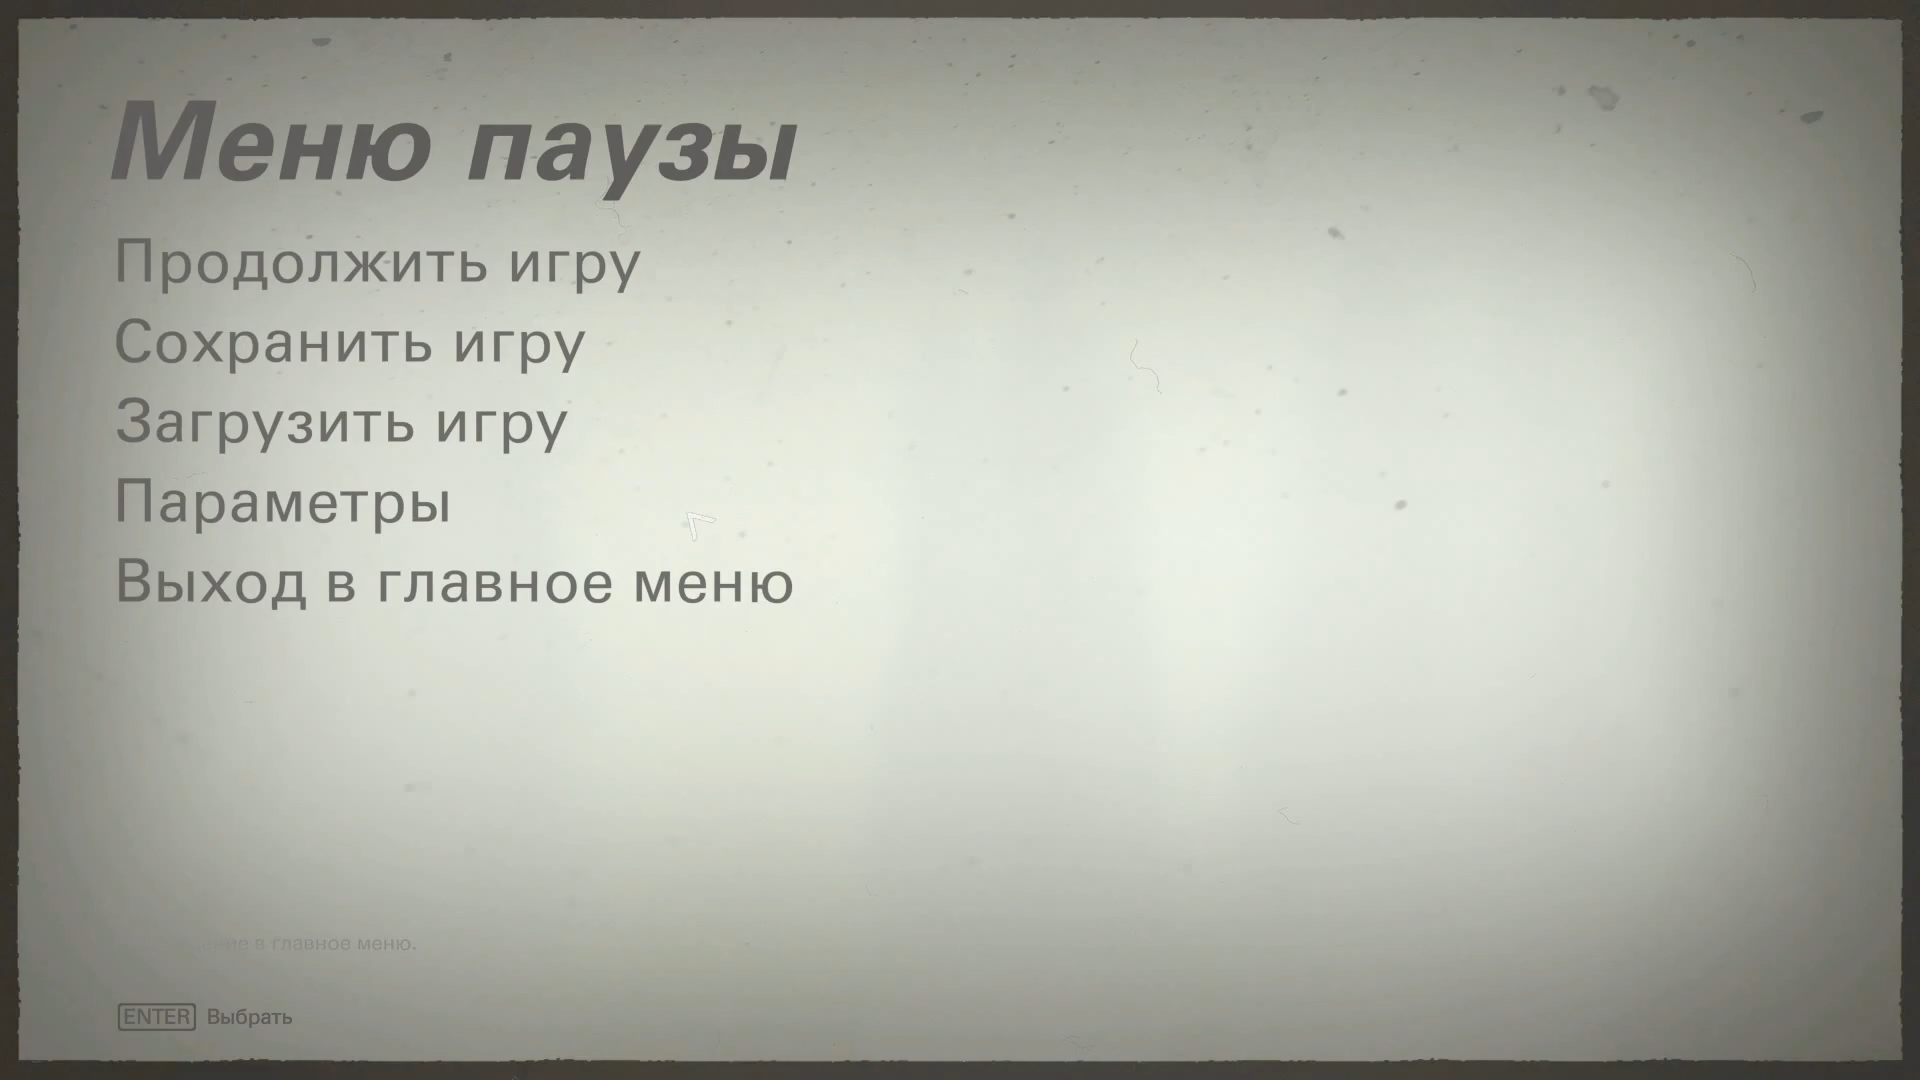 Меню паузы
Продолжить игру
Сохранить игру
Загрузить игру
Параметры
Выход в главное меню
в главное меню.
ENTER Выбрать